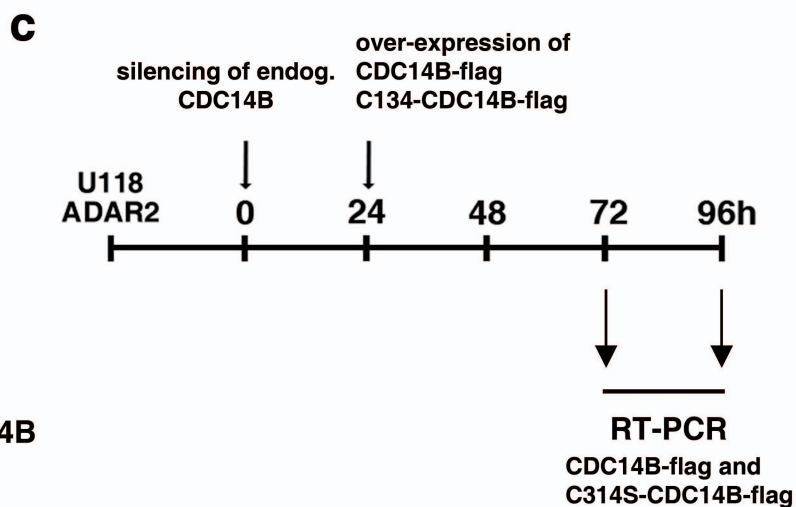 C
silencing of endog.
CDC14B
over-expression of
CDC14B-flag
C134-CDC14B-flag
U118
ADAR2
0 24 48 72 96h
4B
RT-PCR
CDC14B-flag and
C314S-CDC14B-flag